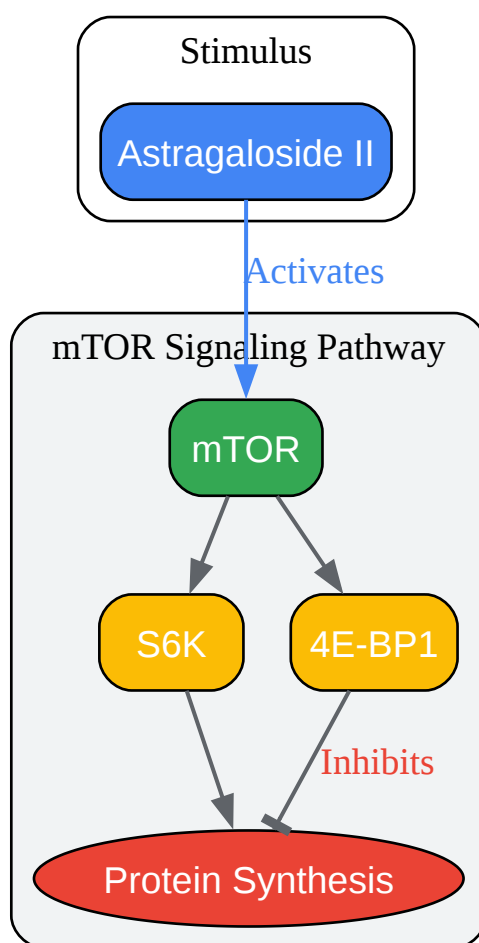 Stimulus
Astragaloside II
Activates
mTOR Signaling Pathway
mTOR
S6K
4E-BP1
Inhibits
Protein Synthesis